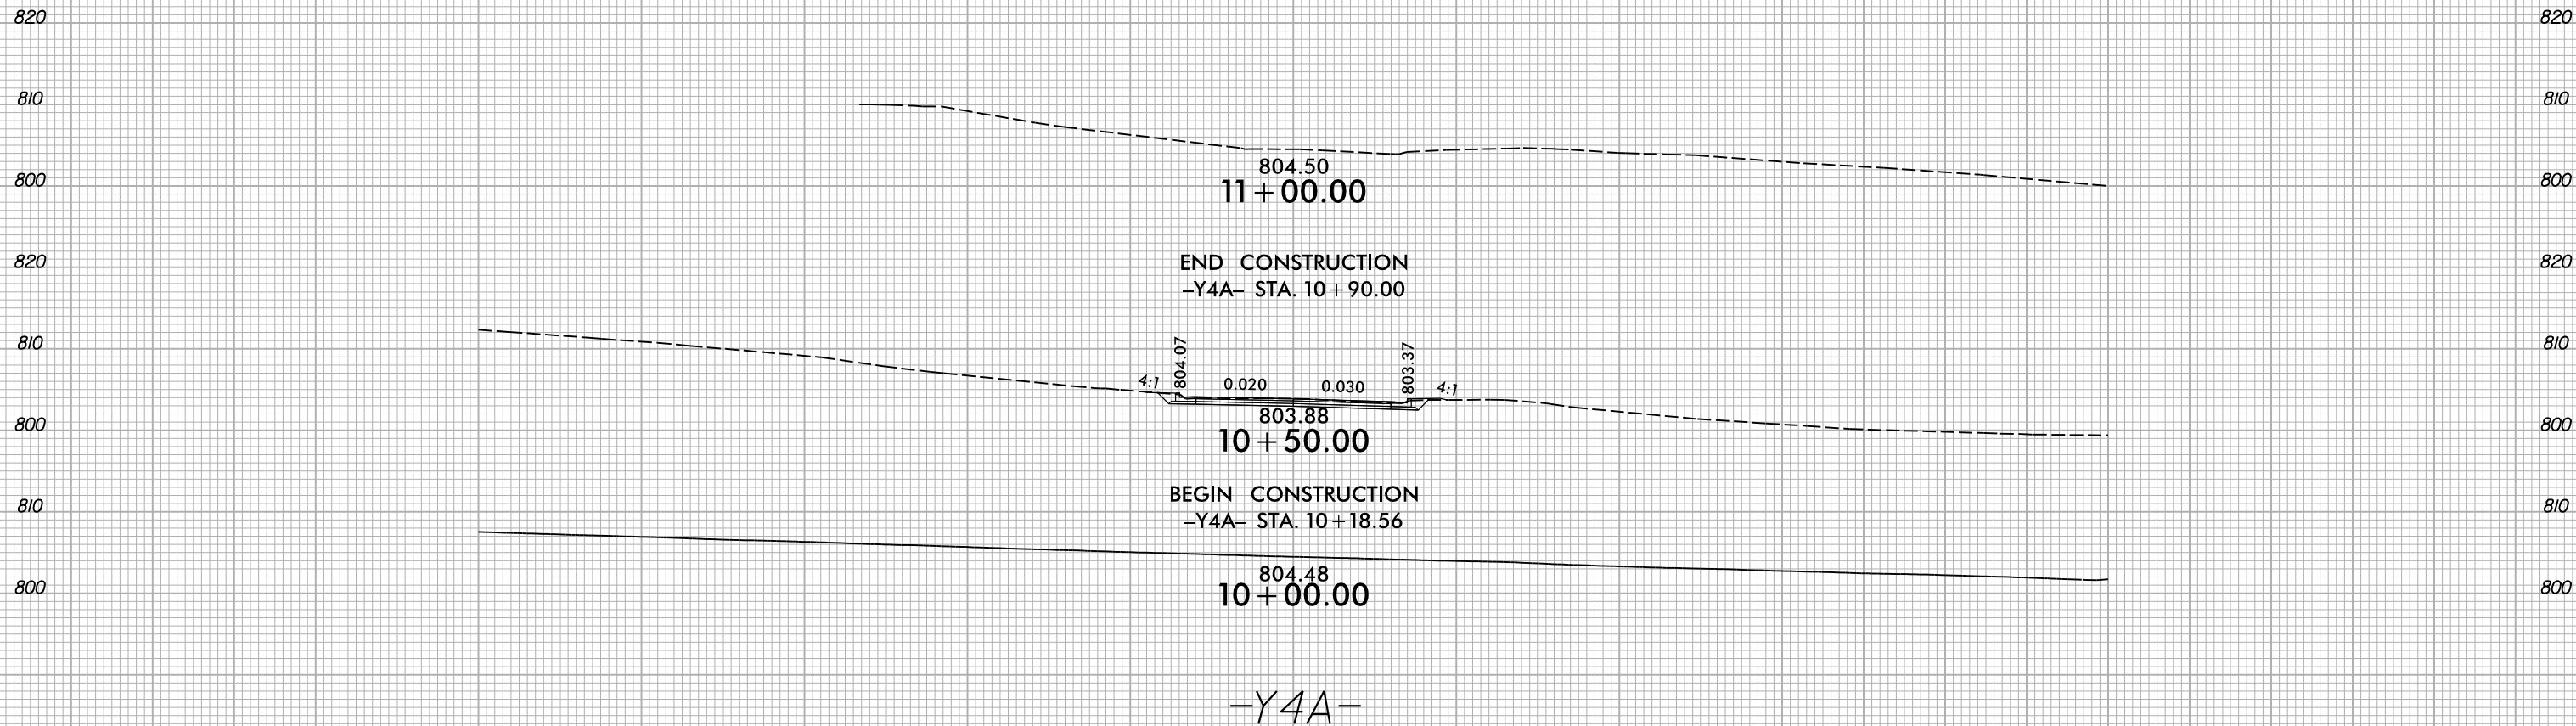 820 820
810 810
804.50
800 800
11+00.00
820 END CONSTRUCTION 820
-Y4A- STA. 10+90.00
810 810
804.07 803.37
4:1 0.020 0.030 4:1
803.88
800 800
10+50.00
810 BEGIN CONSTRUCTION 810
-Y4A- STA. 10+18.56
804.48
800 800
10+00.00
-Y4A-